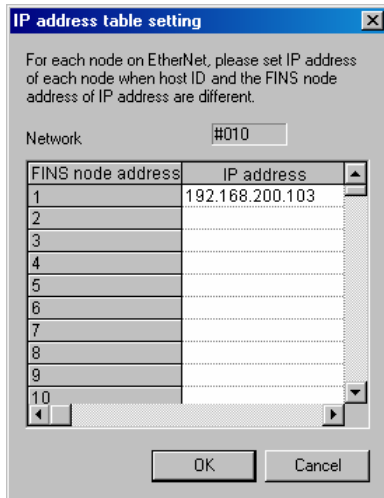 IP address table setting
For each node on EtherNet, please set IP address
of each node when host ID and the FINS node
address of IP address are different.
Network #010
FINS node address IP address
1 192.168.200.103
2
3
4
5
6
7
8
9
10
OK Cancel